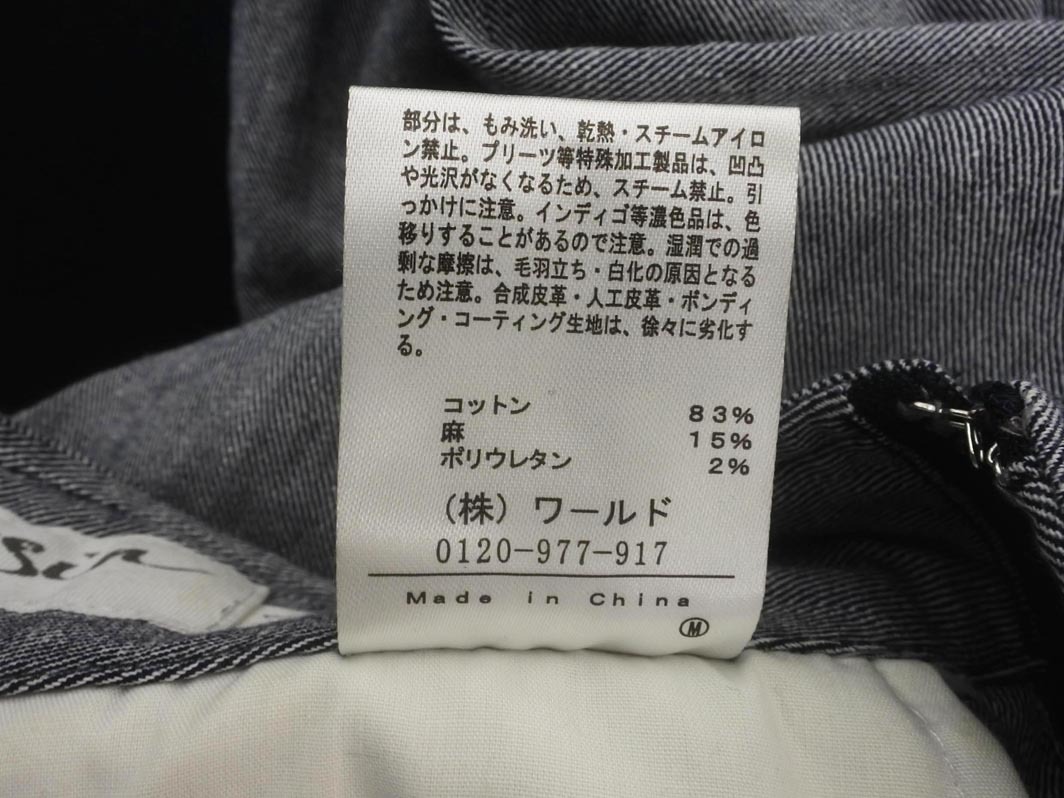 部分は、もみ洗い、乾熱・スチームアイロ
ン禁止。プリーツ等特殊加工製品は、凹凸
や光沢がなくなるため、スチーム禁止。引
っかけに注意。インディゴ等濃色品は、色
移りすることがあるので注意。湿潤での過
剰な摩擦は、毛羽立ち・白化の原因となる
ため注意。合成皮革・人工皮革・ボンディ
ング・コーティング生地は、徐々に劣化す
る。
コットン 83%
麻 15%
ポリウレタン 2%
(株)ワールド
0120-977-917
Made in China
M